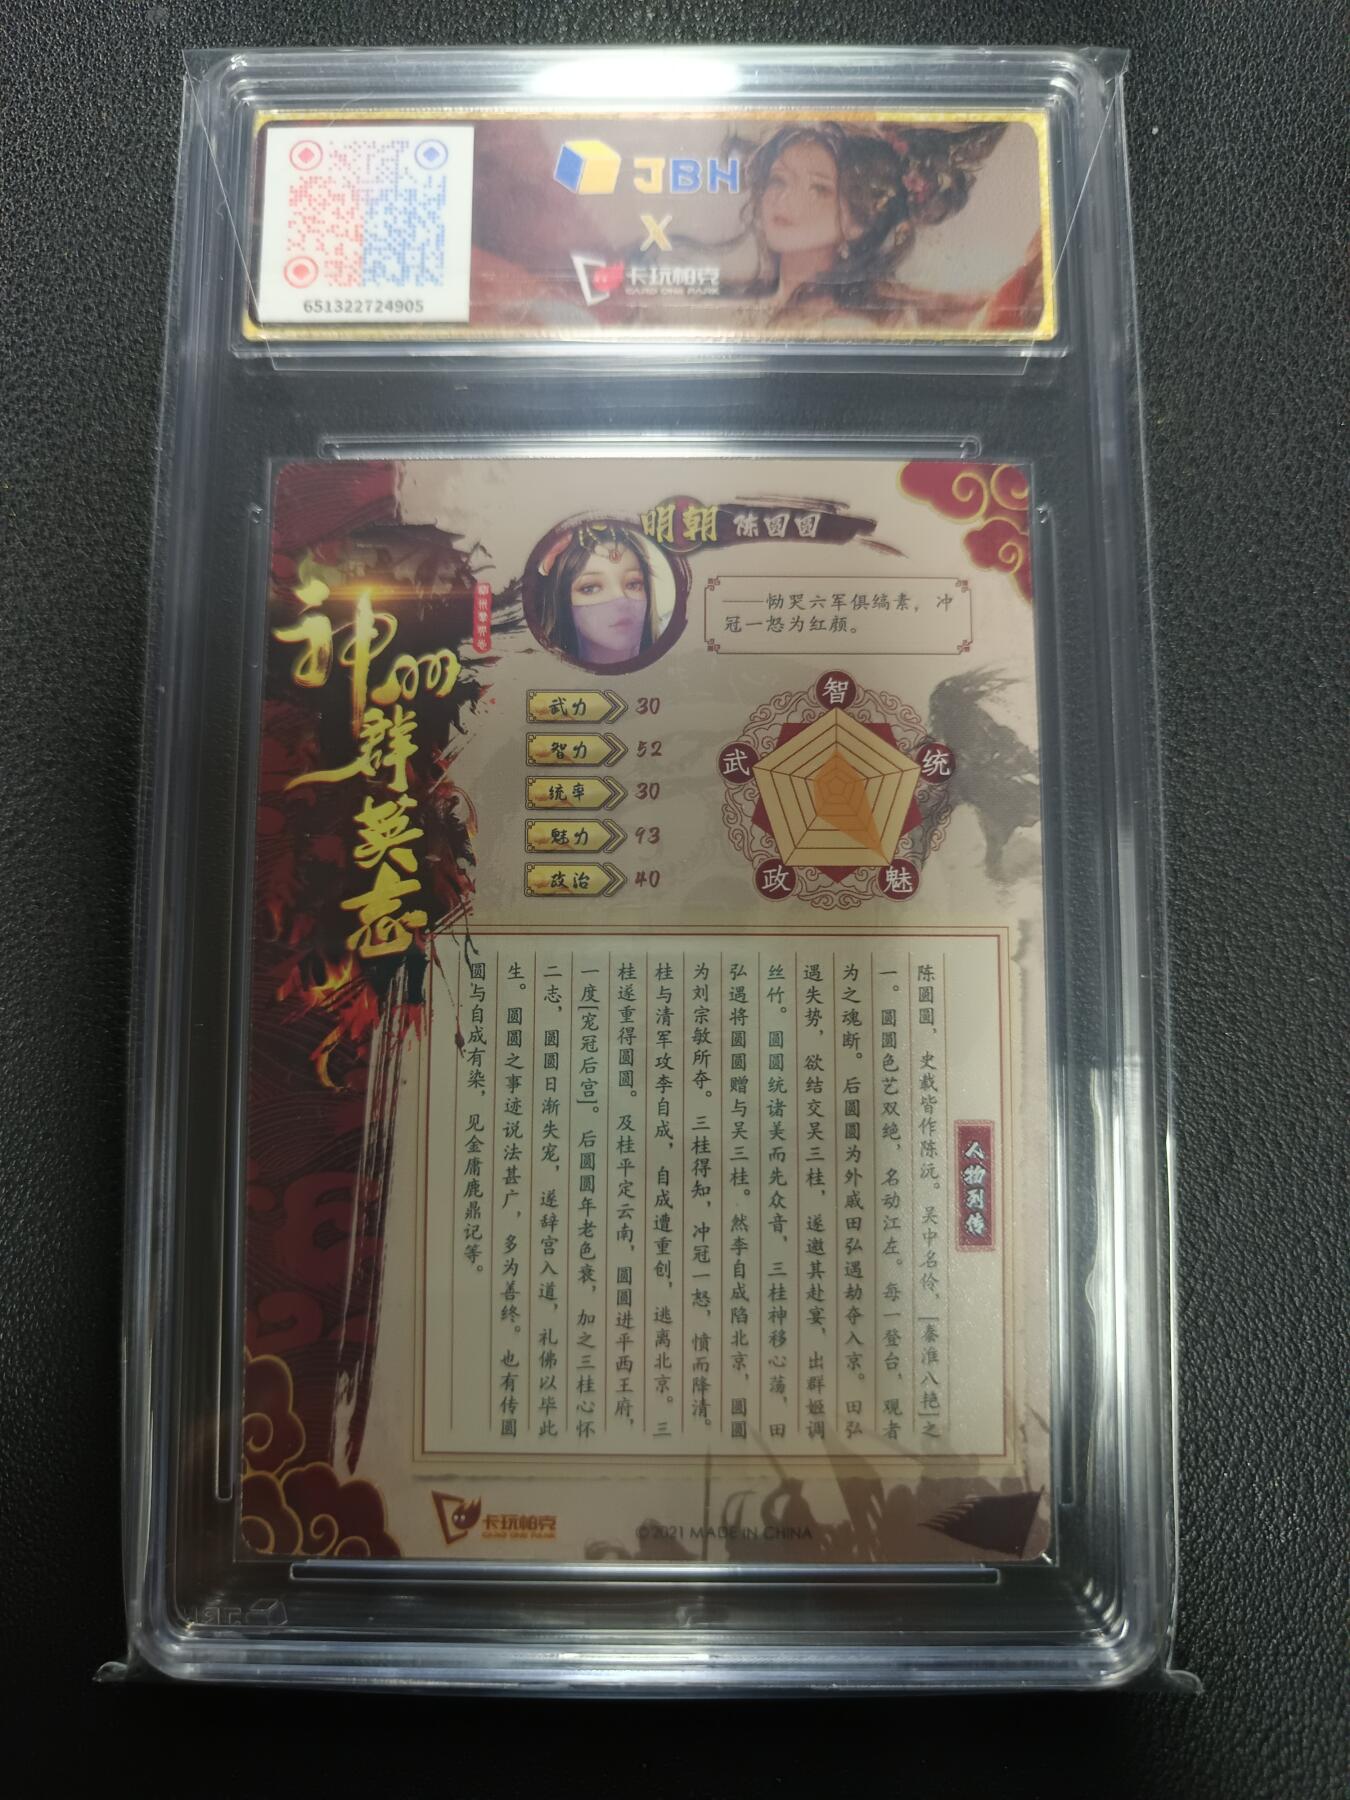 JBH
X
卡玩帕克
CARD ONE PARK
651322724905
明朝 陈圆圆
——恸哭六军俱缟素，冲
冠一怒为红颜。
神州群英志
武力 30
智力 52
统率 30
魅力 93
政治 40
智
武
统
政
魅
人物列传
陈圆圆，史载皆作陈沅。吴中名伶，[秦淮八艳]之
一。圆圆色艺双绝，名动江左。每一登台，观者
为之魂断。后圆圆为外戚田弘遇劫夺入京。田弘
遇失势，欲结交吴三桂，遂邀其赴宴，出群姬调
丝竹。圆圆统诸美而先众音，三桂神移心荡，田
弘遇将圆圆赠与吴三桂。然李自成陷北京，圆圆
为刘宗敏所夺。三桂得知，冲冠一怒，愤而降清。
桂与清军攻李自成，自成遭重创，逃离北京。三
桂遂重得圆圆。及桂平定云南，圆圆进平西王府，
一度[宠冠后宫]。后圆圆年老色衰，加之三桂心怀
二志，圆圆日渐失宠，遂辞宫入道，礼佛以毕此
生。圆圆之事迹说法甚广，多为善终。也有传圆
圆与自成有染，见金庸鹿鼎记等。
卡玩帕克
CARD ONE PARK
©2021 MADE IN CHINA